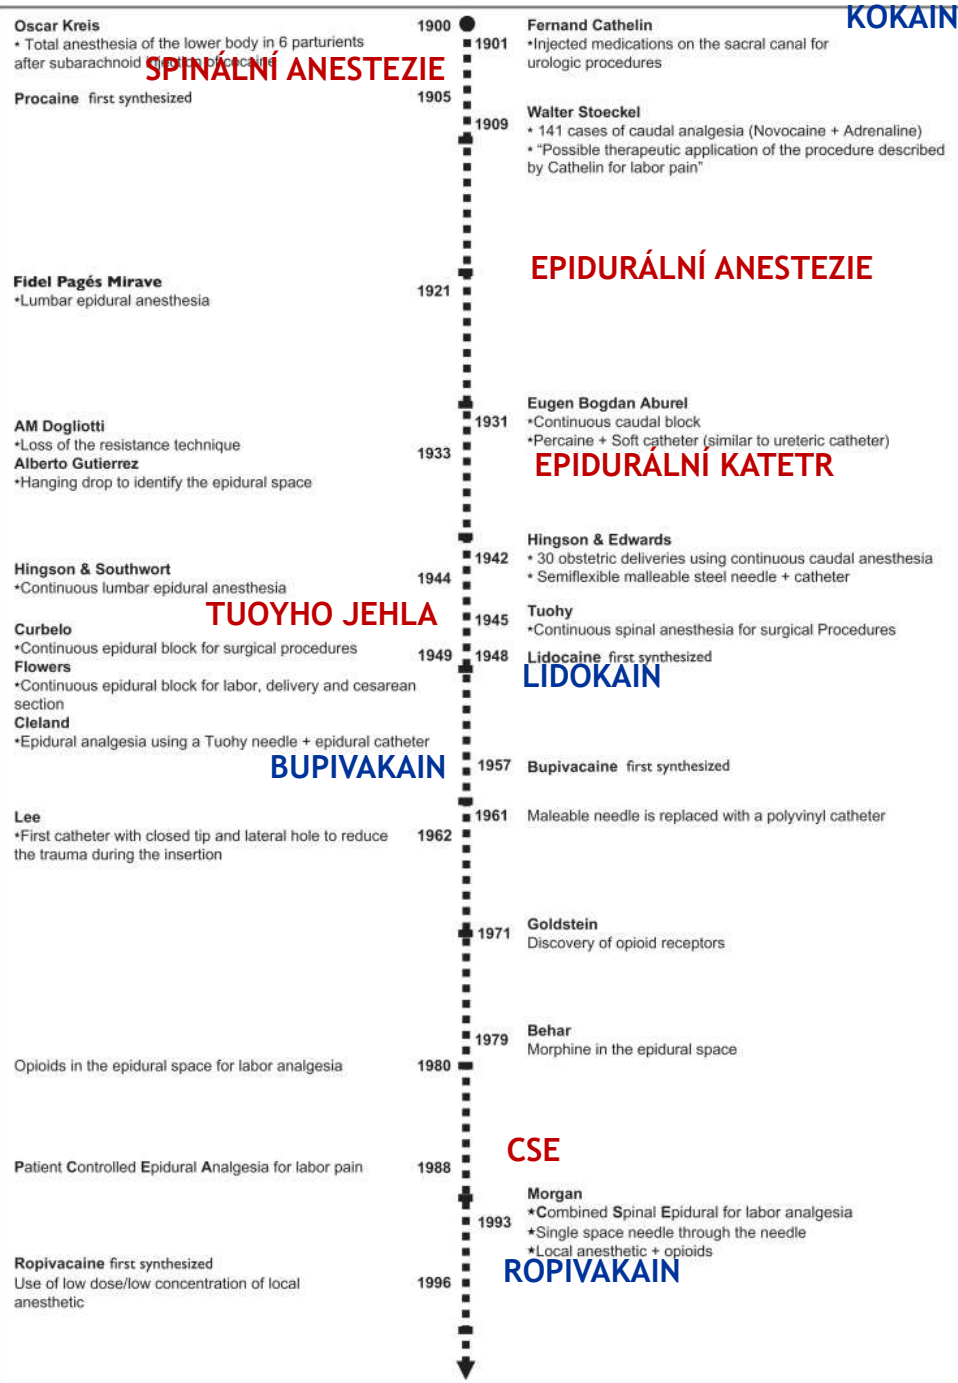 KOKAIN
Oscar Kreis
* Total anesthesia of the lower body in 6 parturients
after subarachnoid injection of cocaine
1900
SPINÁLNÍ ANESTEZIE
1901
Fernand Cathelin
*Injected medications on the sacral canal for
urologic procedures
Procaine first synthesized
1905
1909
Walter Stoeckel
* 141 cases of caudal analgesia (Novocaine + Adrenaline)
* “Possible therapeutic application of the procedure described
by Cathelin for labor pain”
EPIDURÁLNÍ ANESTEZIE
Fidel Pagés Mirave
*Lumbar epidural anesthesia
1921
1931
Eugen Bogdan Aburel
*Continuous caudal block
*Percaine + Soft catheter (similar to ureteric catheter)
EPIDURÁLNÍ KATETR
AM Dogliotti
*Loss of the resistance technique
1933
Alberto Gutierrez
*Hanging drop to identify the epidural space
1942
Hingson & Edwards
* 30 obstetric deliveries using continuous caudal anesthesia
* Semiflexible malleable steel needle + catheter
Hingson & Southwort
*Continuous lumbar epidural anesthesia
1944
TUOYHO JEHLA
1945
Tuohy
*Continuous spinal anesthesia for surgical Procedures
Curbelo
*Continuous epidural block for surgical procedures
1949
Flowers
*Continuous epidural block for labor, delivery and cesarean
section
Cleland
*Epidural analgesia using a Tuohy needle + epidural catheter
1948
Lidocaine first synthesized
LIDOKAIN
BUPIVAKAIN
1957
Bupivacaine first synthesized
1961
Maleable needle is replaced with a polyvinyl catheter
Lee
*First catheter with closed tip and lateral hole to reduce
the trauma during the insertion
1962
1971
Goldstein
Discovery of opioid receptors
1979
Behar
Morphine in the epidural space
Opioids in the epidural space for labor analgesia
1980
CSE
Patient Controlled Epidural Analgesia for labor pain
1988
1993
Morgan
*Combined Spinal Epidural for labor analgesia
*Single space needle through the needle
*Local anesthetic + opioids
ROPIVAKAIN
Ropivacaine first synthesized
Use of low dose/low concentration of local
anesthetic
1996